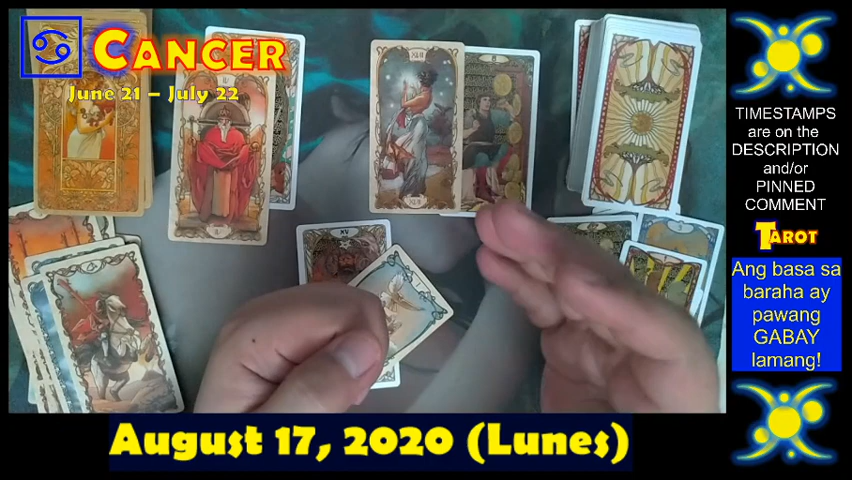 CANCER
June 21 – July 22
TIMESTAMPS
are on the
DESCRIPTION
and/or
PINNED
COMMENT
TAROT
Ang basa sa
baraha ay
pawang
GABAY
lamang!
August 17, 2020 (Lunes)